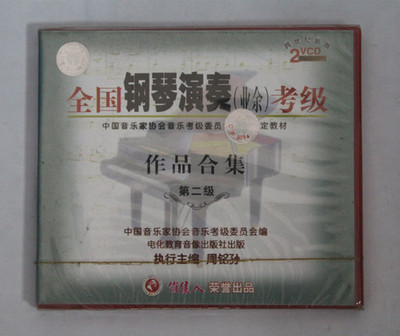 2VCD
全国钢琴演奏(业余)考级
中国音乐家协会音乐考级委员 定教材
作品合集
第二级
中国音乐家协会音乐考级委员会编
电化教育音像出版社出版
执行主编 周铭孙
荣誉出品